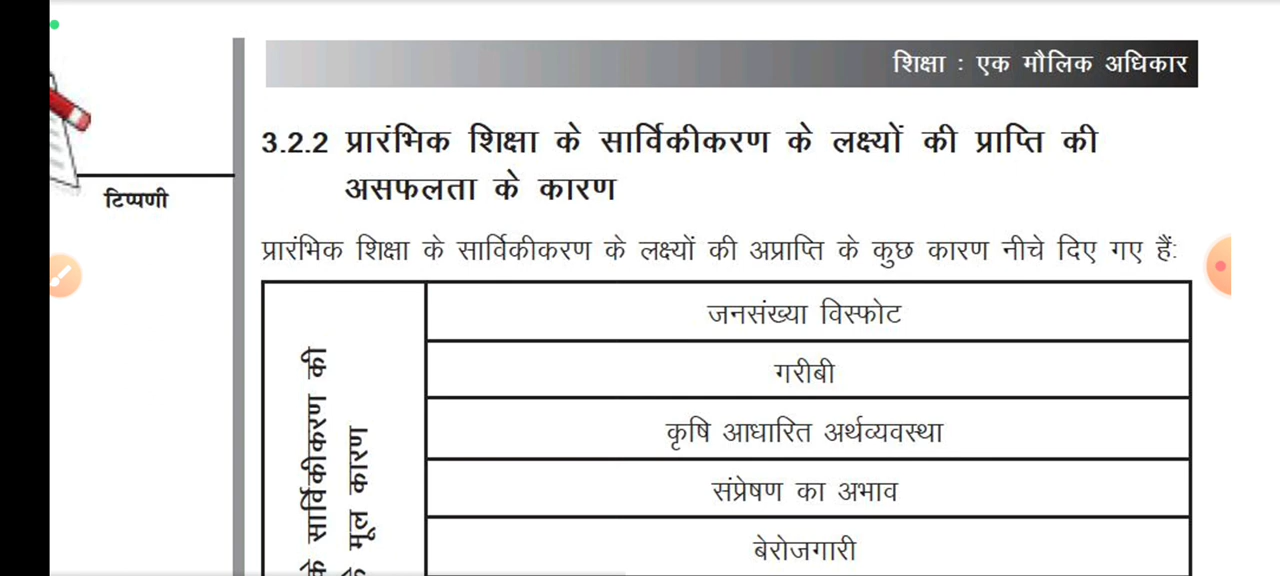 शिक्षा : एक मौलिक अधिकार
3.2.2 प्रारंभिक शिक्षा के सार्विकीकरण के लक्ष्यों की प्राप्ति की
असफलता के कारण
टिप्पणी
प्रारंभिक शिक्षा के सार्विकीकरण के लक्ष्यों की अप्राप्ति के कुछ कारण नीचे दिए गए हैं:
जनसंख्या विस्फोट
गरीबी
कृषि आधारित अर्थव्यवस्था
संप्रेषण का अभाव
बेरोजगारी
के सार्विकीकरण की
मूल कारण